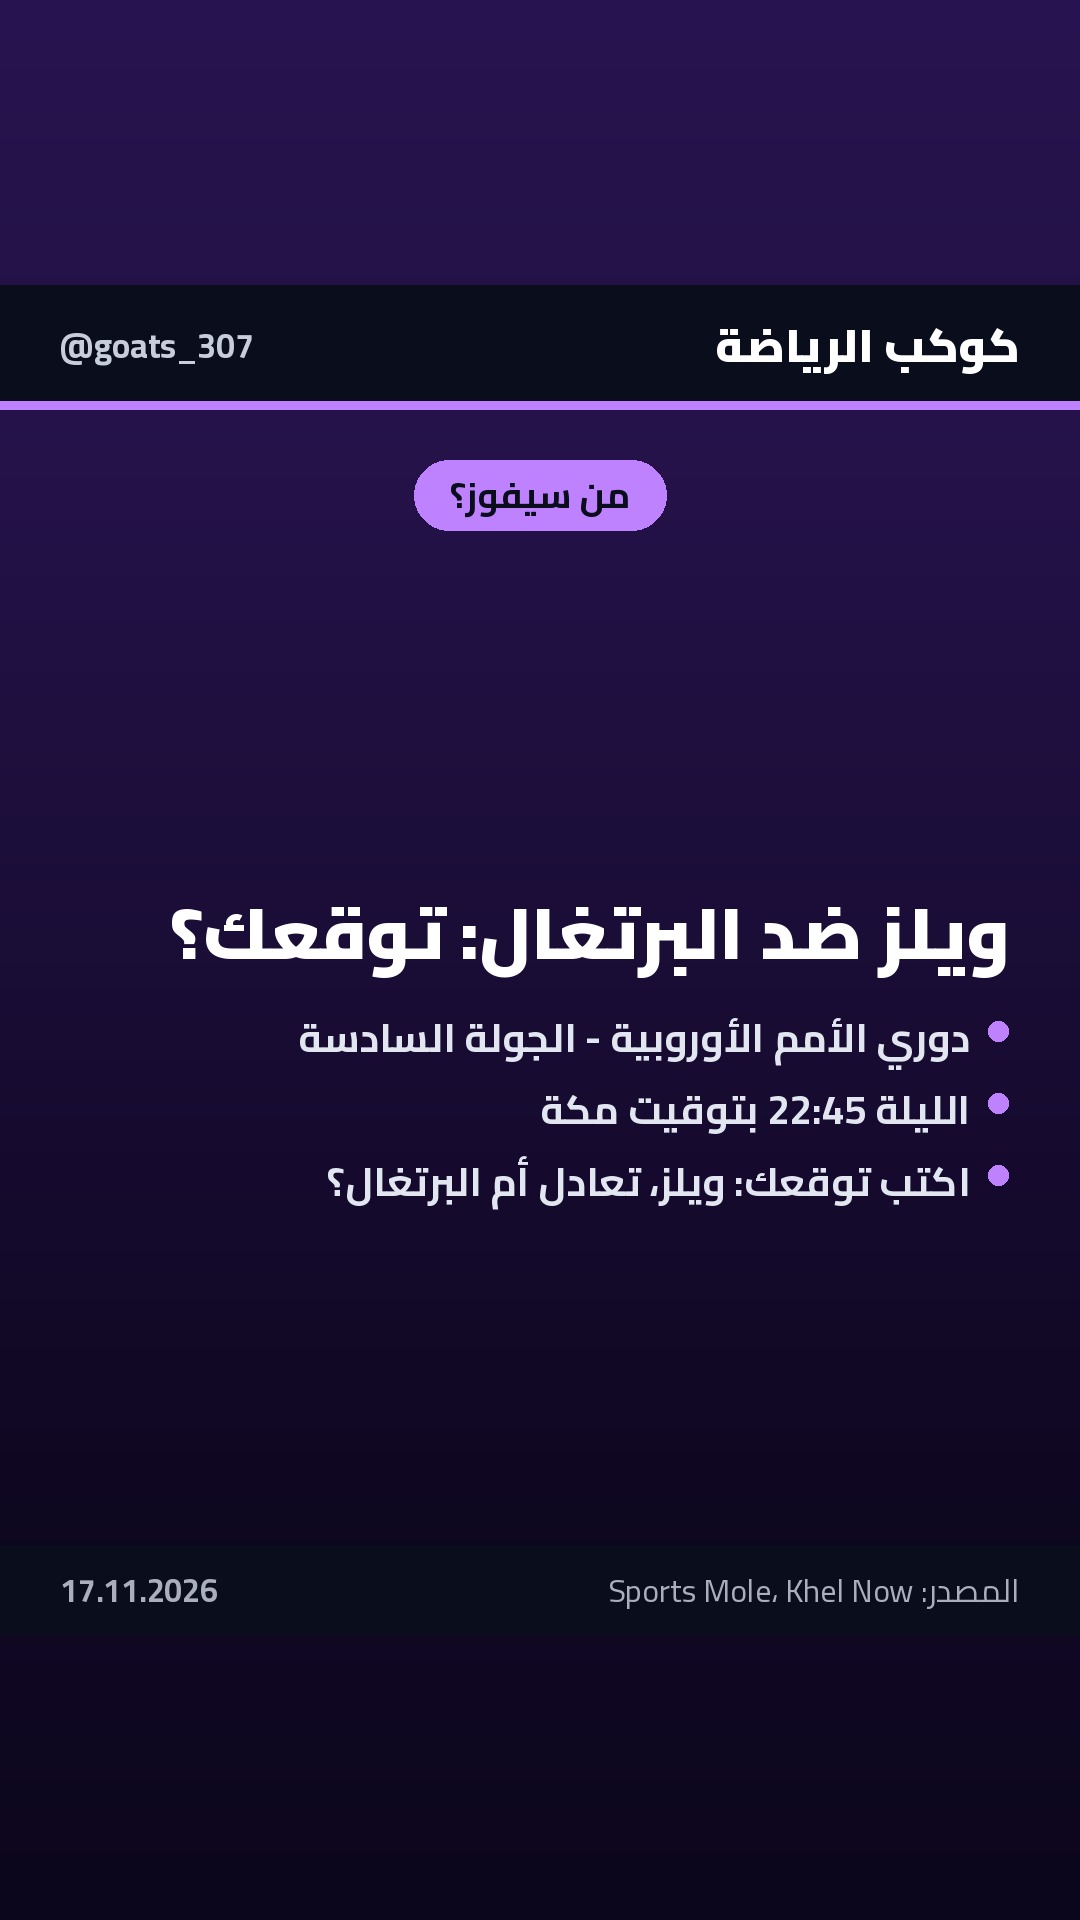 كوكب الرياضة
@goats_307
من سيفوز؟
ويلز ضد البرتغال: توقعك؟
دوري الأمم الأوروبية - الجولة السادسة
الليلة 22:45 بتوقيت مكة
اكتب توقعك: ويلز، تعادل أم البرتغال؟
المصدر: Sports Mole، Khel Now
17.11.2026